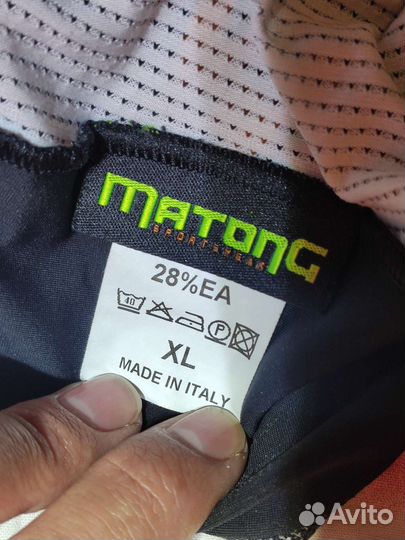 MATONG
SPORTSWEAR
28%EA
40 P
XL
MADE IN ITALY
Avito